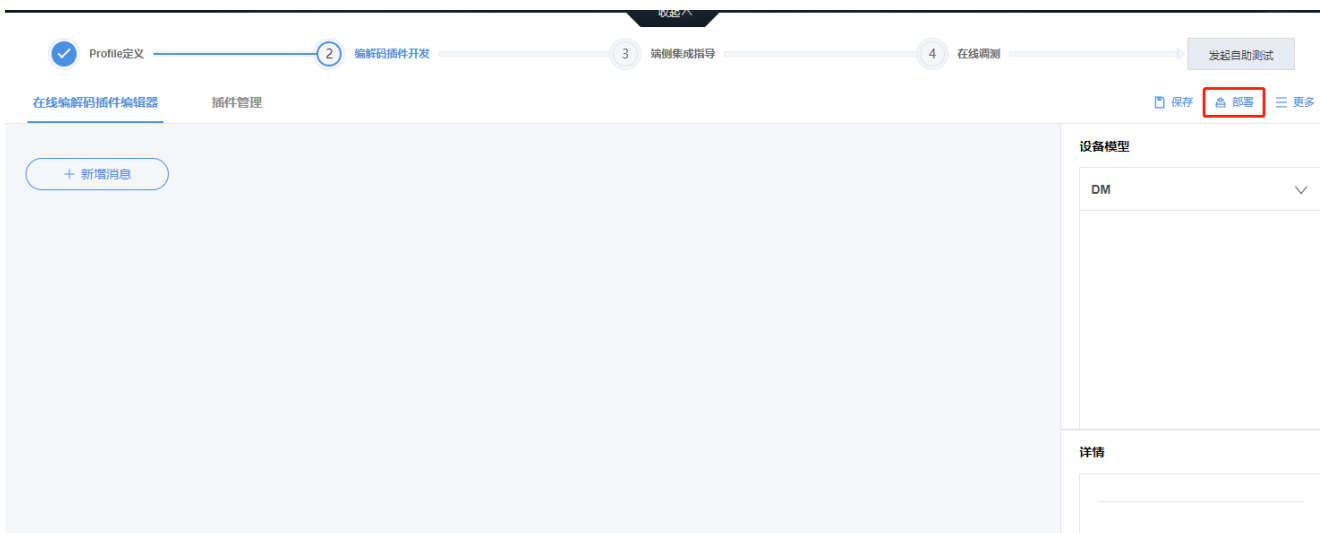 收起
Profile定义
2
编解码插件开发
3
端侧集成指导
4
在线调测
发起自助测试
在线编解码插件编辑器
插件管理
保存
部署
更多
+ 新增消息
设备模型
DM
详情